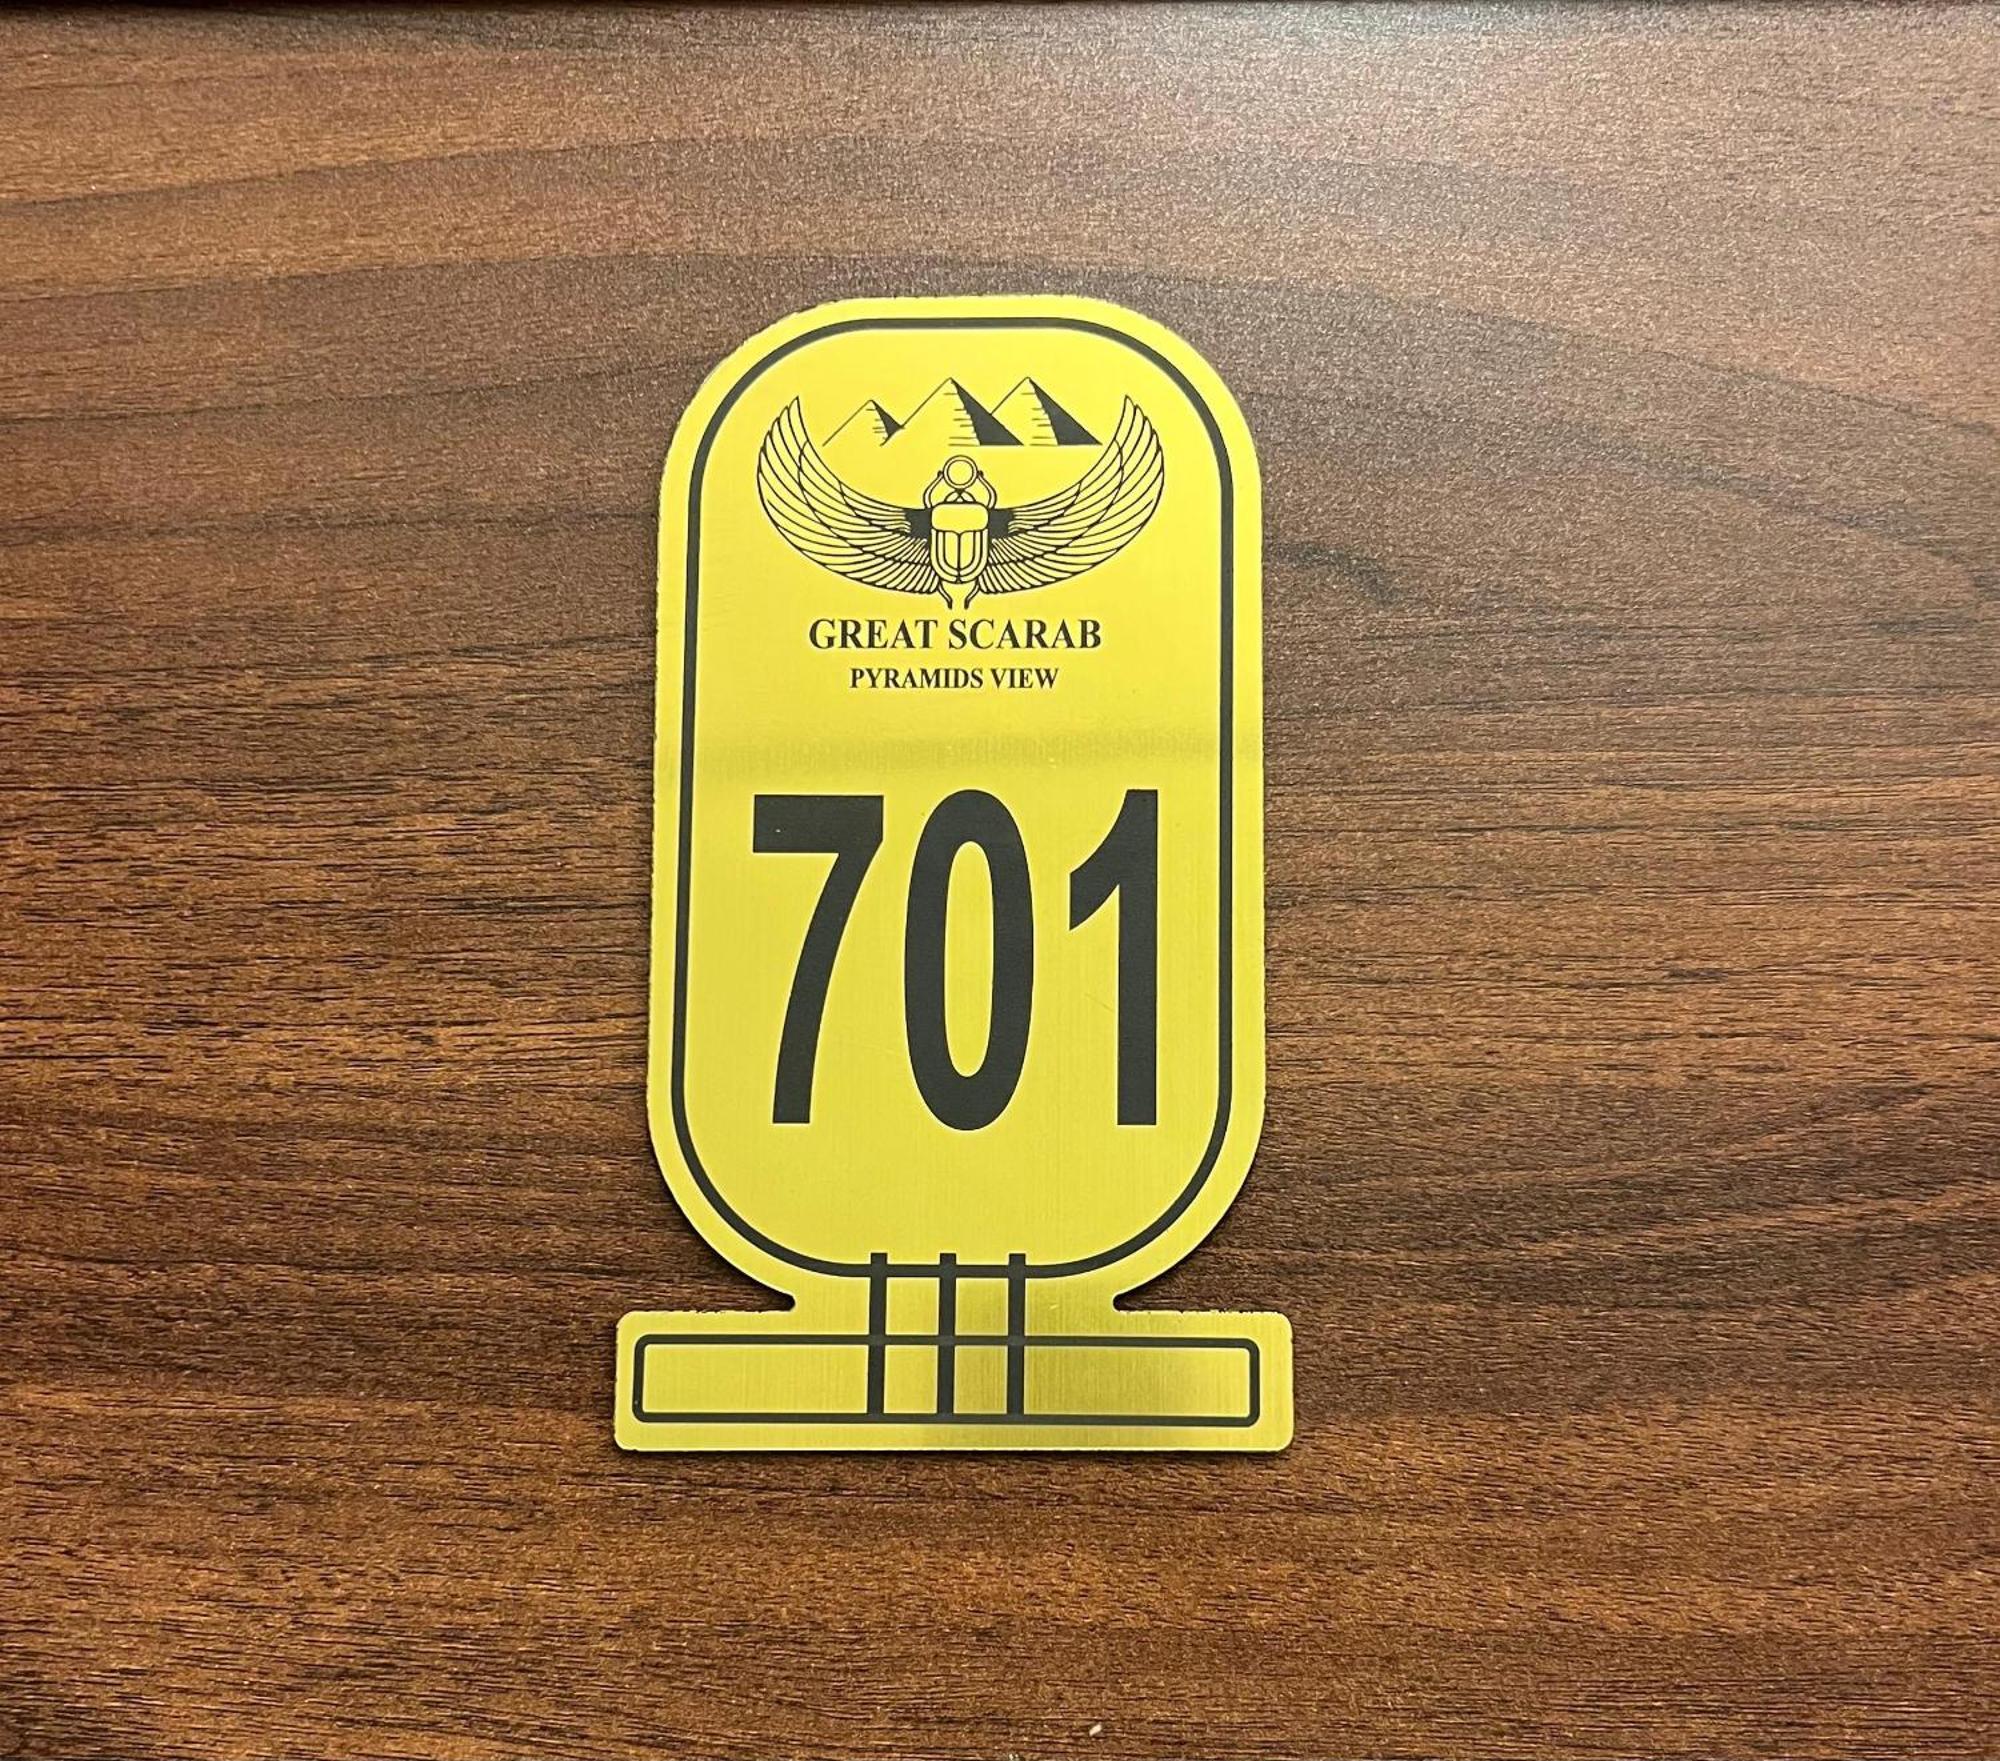 GREAT SCARAB
PYRAMIDS VIEW
701